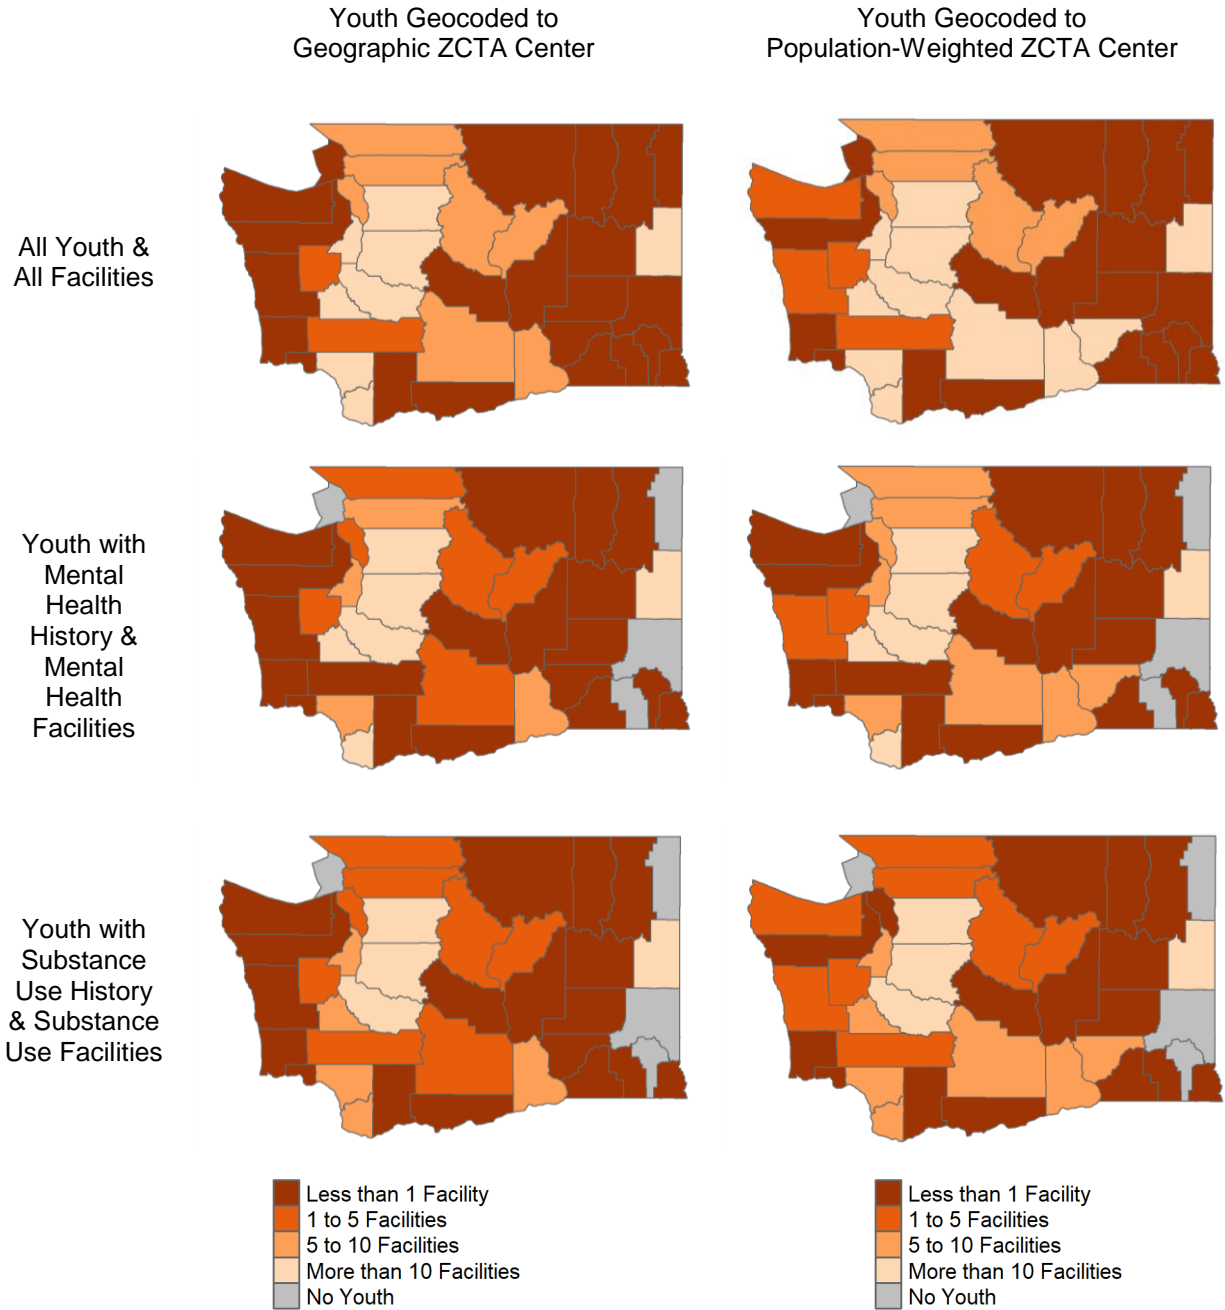 Youth Geocoded to
Geographic ZCTA Center
Youth Geocoded to
Population-Weighted ZCTA Center
All Youth &
All Facilities
Youth with
Mental
Health
History &
Mental
Health
Facilities
Youth with
Substance
Use History
& Substance
Use Facilities
Less than 1 Facility
1 to 5 Facilities
5 to 10 Facilities
More than 10 Facilities
No Youth
Less than 1 Facility
1 to 5 Facilities
5 to 10 Facilities
More than 10 Facilities
No Youth